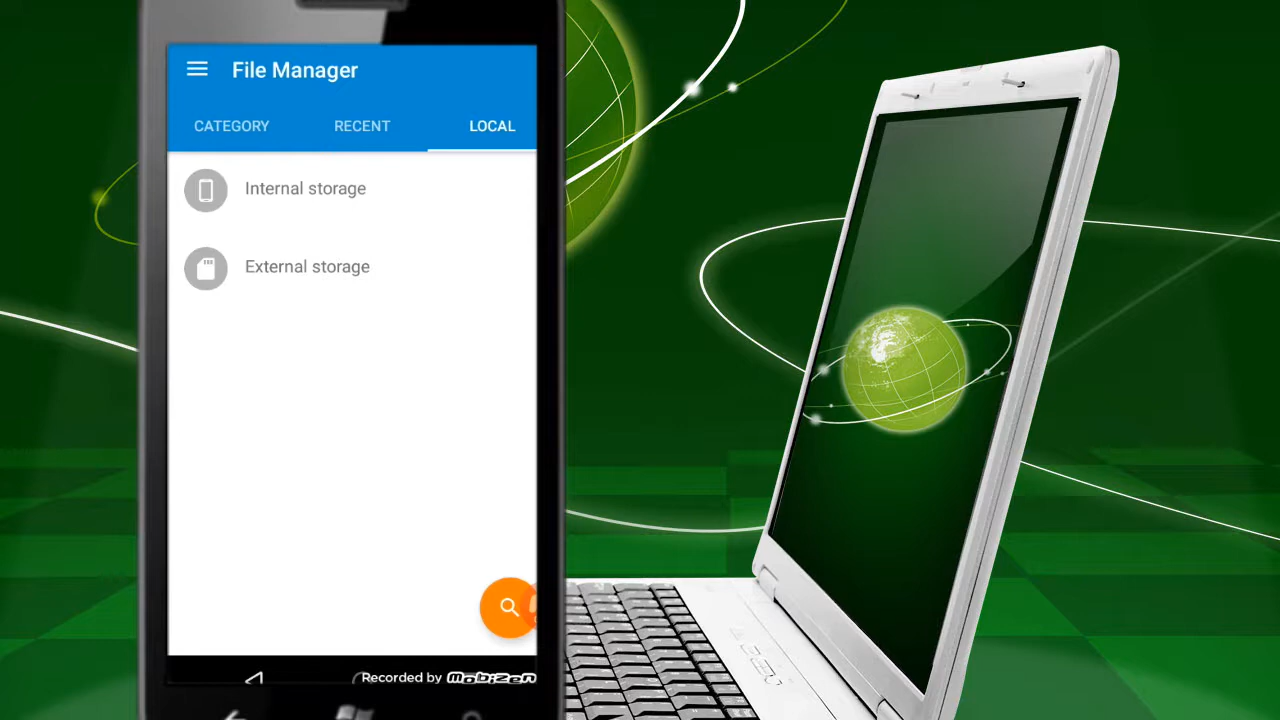 File Manager
CATEGORY RECENT LOCAL
Internal storage
External storage
Recorded by Mobizen